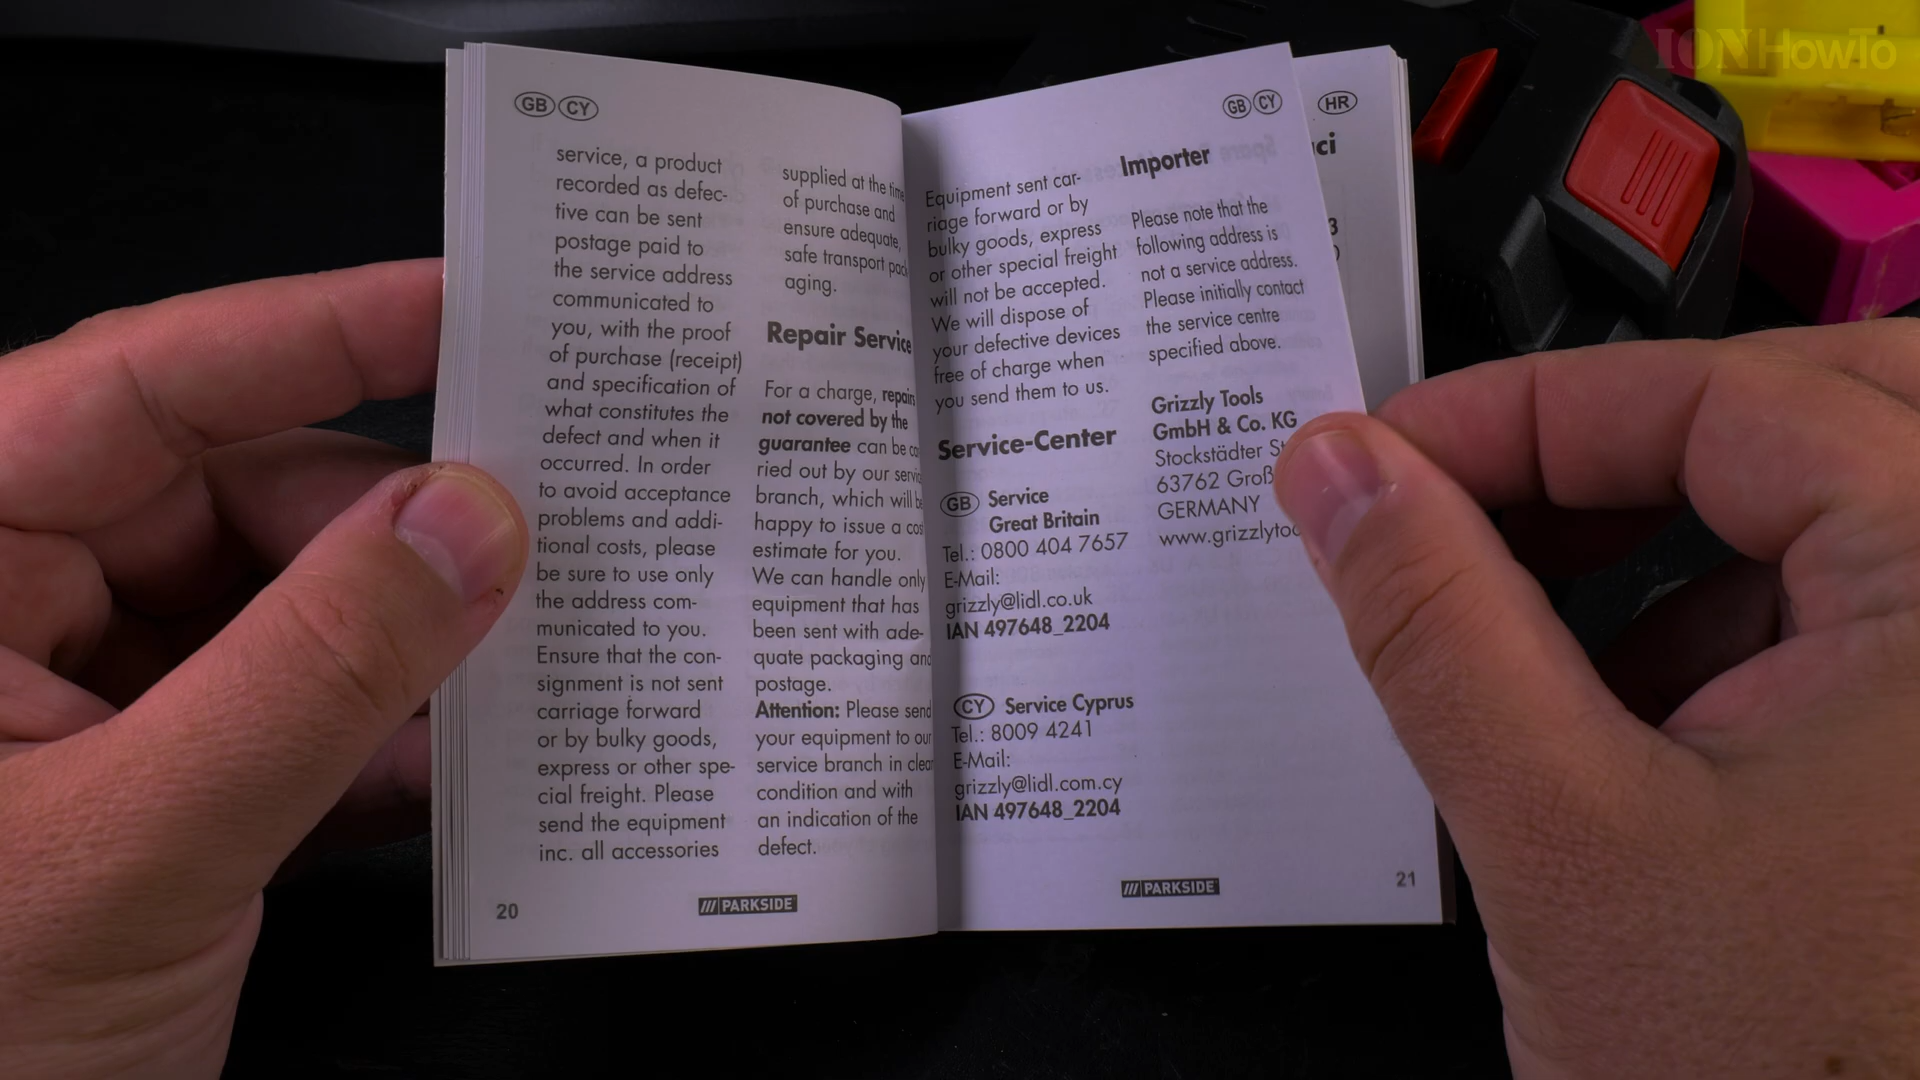 GB CY
service, a product
recorded as defec-
tive can be sent
postage paid to
the service address
communicated to
you, with the proof
of purchase (receipt)
and specification of
what constitutes the
defect and when it
occurred. In order
to avoid acceptance
problems and addi-
tional costs, please
be sure to use only
the address com-
municated to you.
Ensure that the con-
signment is not sent
carriage forward
or by bulky goods,
express or other spe-
cial freight. Please
send the equipment
inc. all accessories
supplied at the time
of purchase and
ensure adequate,
safe transport pack
aging.
Repair Service
For a charge, repairs
not covered by the
guarantee can be
ried out by our
branch, which will
happy to issue a
estimate for you.
We can handle only
equipment that has
been sent with ade-
quate packaging and
postage.
Attention: Please send
your equipment to our
service branch in clean
condition and with
an indication of the
defect.
20
/// PARKSIDE
GB CY
Equipment sent car-
riage forward or by
bulky goods, express
or other special freight
will not be accepted.
We will dispose of
your defective devices
free of charge when
you send them to us.
Service-Center
GB Service
Great Britain
Tel.: 0800 404 7657
E-Mail:
grizzly@lidl.co.uk
IAN 497648_2204
CY Service Cyprus
Tel.: 8009 4241
E-Mail:
grizzly@lidl.com.cy
IAN 497648_2204
Importer
Please note that the
following address is
not a service address.
Please initially contact
the service centre
specified above.
Grizzly Tools
GmbH & Co. KG
Stockstädter
63762
GERMANY
/// PARKSIDE
21
HR
ION HowTo